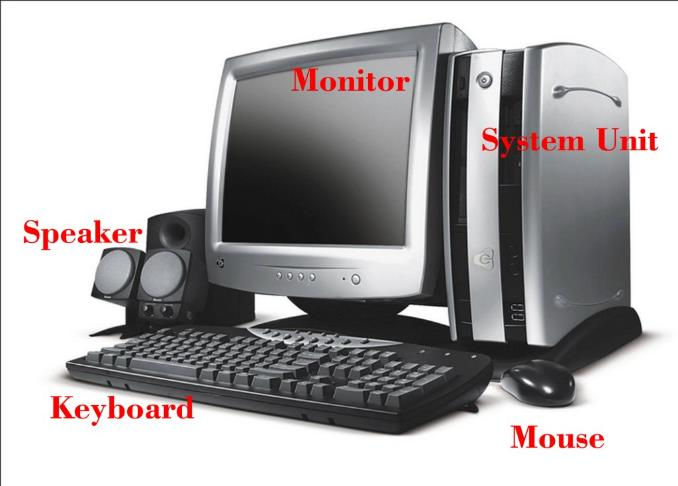 Monitor
System Unit
Speaker
Keyboard
Mouse